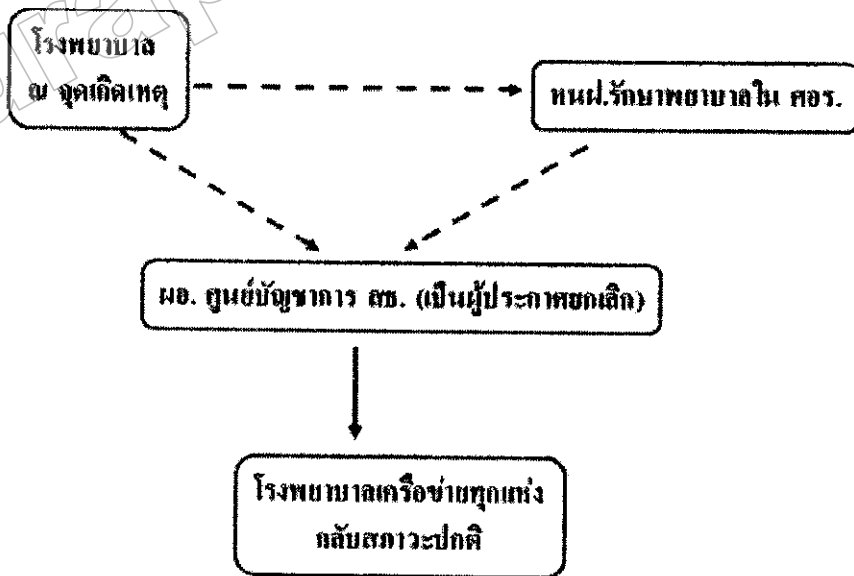 โรงพยาบาล
ณ จุดเกิดเหตุ
หนฝ.รักษาพยาบาลใน ศอร.
ผอ. ศูนย์บัญชาการ สธ. (เป็นผู้ประกาศยกเลิก)
โรงพยาบาลเครือข่ายทุกแห่ง
กลับสภาวะปกติ